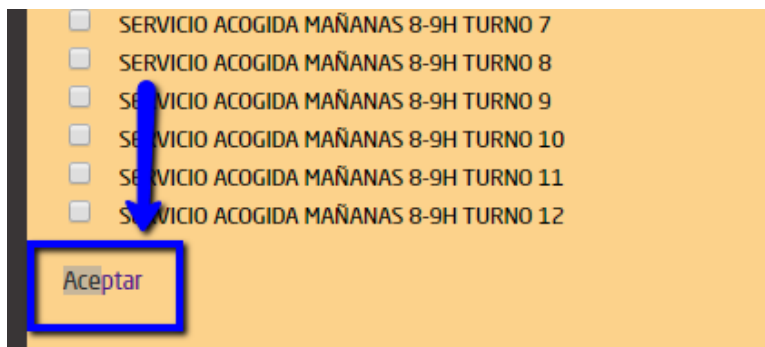 SERVICIO ACOGIDA MAÑANAS 8-9H TURNO 7
SERVICIO ACOGIDA MAÑANAS 8-9H TURNO 8
SERVICIO ACOGIDA MAÑANAS 8-9H TURNO 9
SERVICIO ACOGIDA MAÑANAS 8-9H TURNO 10
SERVICIO ACOGIDA MAÑANAS 8-9H TURNO 11
SERVICIO ACOGIDA MAÑANAS 8-9H TURNO 12
Aceptar